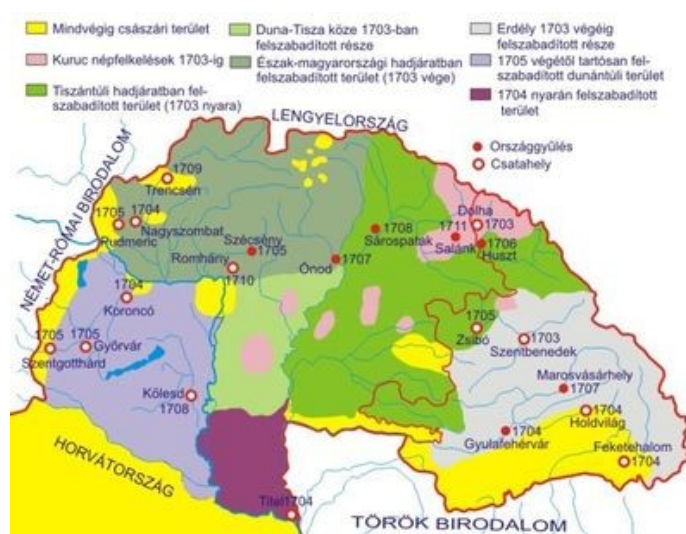 Mindvégig császári terület
Kuruc népfelkelések 1703-ig
Tiszántúli hadjáratban fel-
szabadított terület (1703 nyara)
Duna-Tisza köze 1703-ban
felszabadított része
Észak-magyarországi hadjáratban
felszabadított terület (1703 vége)
Erdély 1703 végéig
felszabadított része
1705 végétől tartósan fel-
szabadított dunántúli terület
1704 nyarán felszabadított
terület
Országgyűlés
Csatahely
LENGYELORSZÁG
NÉMET-RÓMAI BIRODALOM
1709
Trencsén
1705
Pudmeric
1704
Nagyszombat
Szécsény
1705
Romhány
1710
Ónod
1707
1708
Sárospatak
Dolha
1703
1711
Salánk
1706
Huszt
1704
Koroncó
1705
Szentgotthárd
1705
Győrvár
Kölesd
1708
1705
Zsibó
1703
Szentbenedek
Marosvásárhely
1707
1704
Holdvilág
1704
Gyulafehérvár
Feketehalom
1704
HORVÁTORSZÁG
Titel
1704
TÖRÖK BIRODALOM